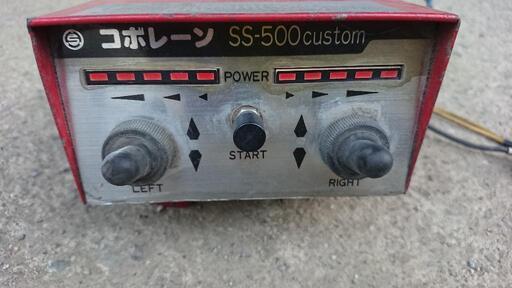 コボレーン SS-500custom
POWER
START
LEFT
RIGHT